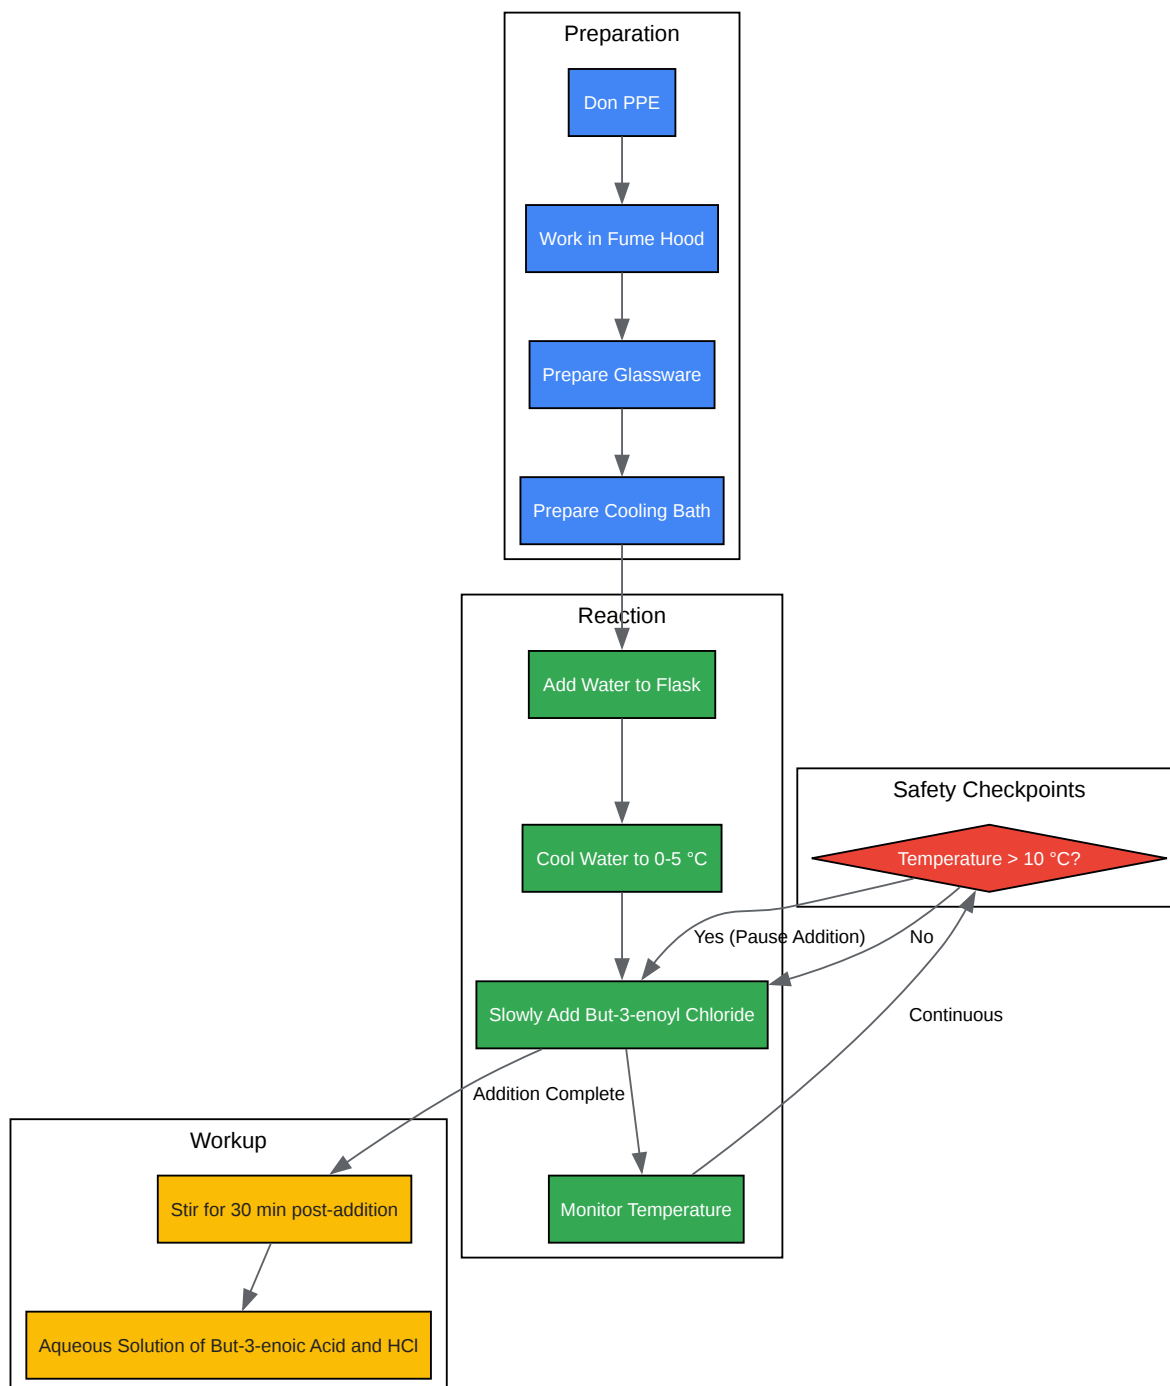 Preparation
Don PPE
Work in Fume Hood
Prepare Glassware
Prepare Cooling Bath
Reaction
Add Water to Flask
Safety Checkpoints
Cool Water to 0-5 °C
Temperature > 10 °C?
Yes (Pause Addition)
No
Slowly Add But-3-enoyl Chloride
Continuous
Addition Complete
Workup
Stir for 30 min post-addition
Monitor Temperature
Aqueous Solution of But-3-enoic Acid and HCl